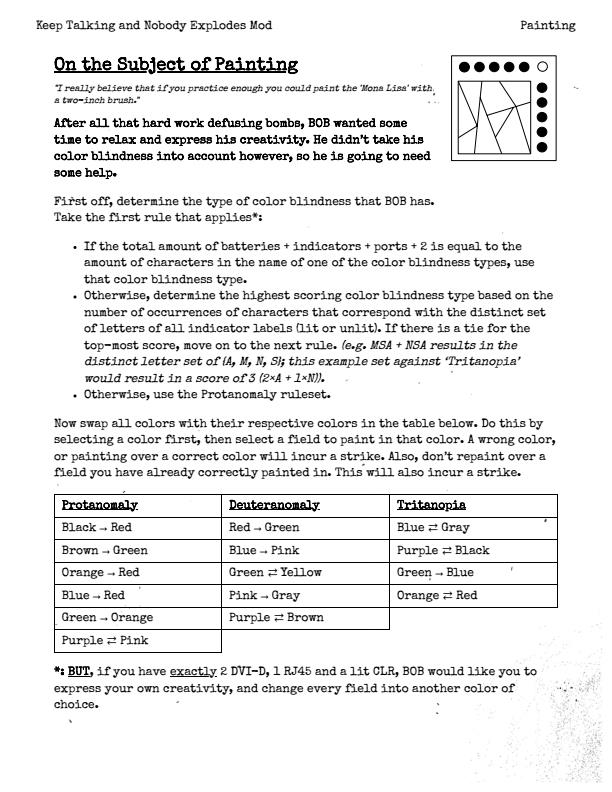 Keep Talking and Nobody Explodes Mod Painting
On the Subject of Painting
"I really believe that if you practice enough you could paint the 'Mona Lisa' with
a two-inch brush."
After all that hard work defusing bombs, BOB wanted some
time to relax and express his creativity. He didn't take his
color blindness into account however, so he is going to need
some help.
First off, determine the type of color blindness that BOB has.
Take the first rule that applies*:
• If the total amount of batteries + indicators + ports + 2 is equal to the
amount of characters in the name of one of the color blindness types, use
that color blindness type.
• Otherwise, determine the highest scoring color blindness type based on the
number of occurrences of characters that correspond with the distinct set
of letters of all indicator labels (lit or unlit). If there is a tie for the
top-most score, move on to the next rule. (e.g. MSA + NSA results in the
distinct letter set of {A, M, N, S}; this example set against 'Tritanopia'
would result in a score of 3 (2×A + 1×N)).
• Otherwise, use the Protanomaly ruleset.
Now swap all colors with their respective colors in the table below. Do this by
selecting a color first, then select a field to paint in that color. A wrong color,
or painting over a correct color will incur a strike. Also, don't repaint over a
field you have already correctly painted in. This will also incur a strike.
Protanomaly Deuteranomaly Tritanopia
Black → Red Red → Green Blue ⇄ Gray
Brown → Green Blue → Pink Purple ⇄ Black
Orange → Red Green ⇄ Yellow Green → Blue
Blue → Red Pink → Gray Orange ⇄ Red
Green → Orange Purple ⇄ Brown
Purple ⇄ Pink
*: BUT, if you have exactly 2 DVI-D, 1 RJ45 and a lit CLR, BOB would like you to
express your own creativity, and change every field into another color of
choice.